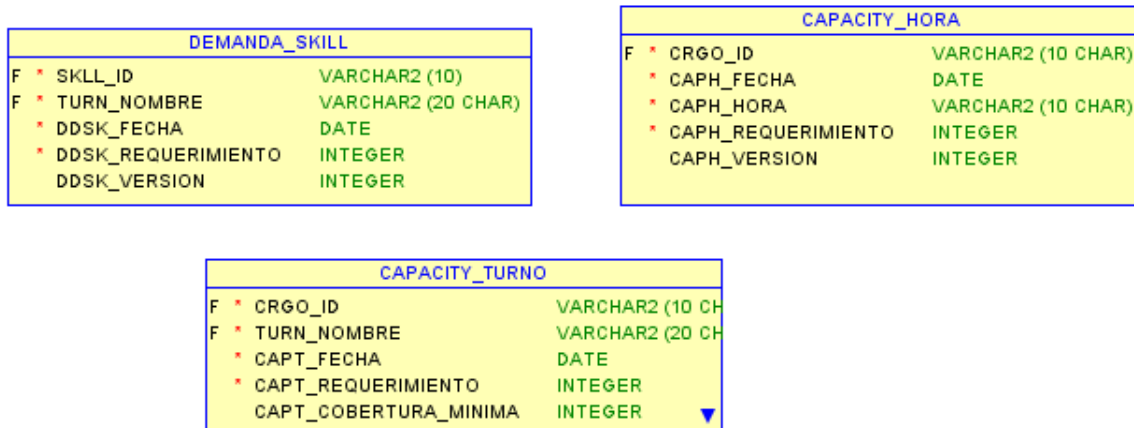 DEMANDA_SKILL
F * SKLL_ID VARCHAR2 (10)
F * TURN_NOMBRE VARCHAR2 (20 CHAR)
* DDSK_FECHA DATE
* DDSK_REQUERIMIENTO INTEGER
DDSK_VERSION INTEGER
CAPACITY_HORA
F * CRGO_ID VARCHAR2 (10 CHAR)
* CAPH_FECHA DATE
* CAPH_HORA VARCHAR2 (10 CHAR)
* CAPH_REQUERIMIENTO INTEGER
CAPH_VERSION INTEGER
CAPACITY_TURNO
F * CRGO_ID VARCHAR2 (10 CH
F * TURN_NOMBRE VARCHAR2 (20 CH
* CAPT_FECHA DATE
* CAPT_REQUERIMIENTO INTEGER
CAPT_COBERTURA_MINIMA INTEGER